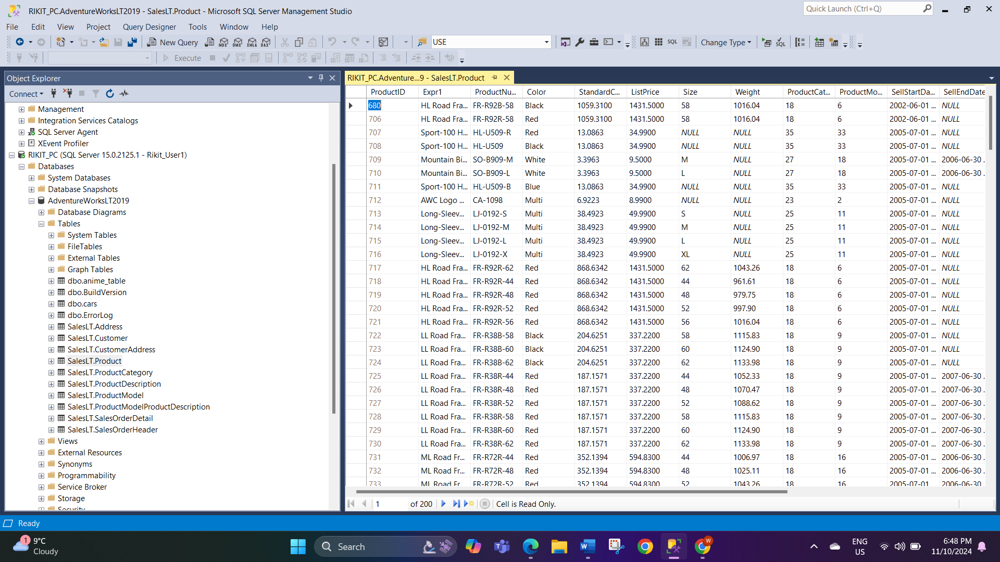 RIKIT_PC.AdventureWorksLT2019 - SalesLT.Product - Microsoft SQL Server Management Studio
Quick Launch (Ctrl+Q)
File Edit View Project Query Designer Tools Window Help
New Query MDX DMX XMLA DAX USE SQL Change Type
Execute
Object Explorer
Connect
Management
Integration Services Catalogs
SQL Server Agent
XEvent Profiler
RIKIT_PC (SQL Server 15.0.2125.1 - Rikit_User1)
Databases
System Databases
Database Snapshots
AdventureWorksLT2019
Database Diagrams
Tables
System Tables
FileTables
External Tables
Graph Tables
dbo.anime_table
dbo.BuildVersion
dbo.cars
dbo.ErrorLog
SalesLT.Address
SalesLT.Customer
SalesLT.CustomerAddress
SalesLT.Product
SalesLT.ProductCategory
SalesLT.ProductDescription
SalesLT.ProductModel
SalesLT.ProductModelProductDescription
SalesLT.SalesOrderDetail
SalesLT.SalesOrderHeader
Views
External Resources
Synonyms
Programmability
Service Broker
Storage
Security
RIKIT_PC.Adventure...9 - SalesLT.Product
ProductID Expr1 ProductNu... Color StandardC... ListPrice Size Weight ProductCat... ProductMo... SellStartDa... SellEndDate
680 HL Road Fra... FR-R92B-58 Black 1059.3100 1431.5000 58 1016.04 18 6 2002-06-01 ... NULL
706 HL Road Fra... FR-R92R-58 Red 1059.3100 1431.5000 58 1016.04 18 6 2002-06-01 ... NULL
707 Sport-100 H... HL-U509-R Red 13.0863 34.9900 NULL NULL 35 33 2005-07-01 ... NULL
708 Sport-100 H... HL-U509 Black 13.0863 34.9900 NULL NULL 35 33 2005-07-01 ... NULL
709 Mountain Bi... SO-B909-M White 3.3963 9.5000 M NULL 27 18 2005-07-01 ... 2006-06-30 .
710 Mountain Bi... SO-B909-L White 3.3963 9.5000 L NULL 27 18 2005-07-01 ... 2006-06-30 .
711 Sport-100 H... HL-U509-B Blue 13.0863 34.9900 NULL NULL 35 33 2005-07-01 ... NULL
712 AWC Logo ... CA-1098 Multi 6.9223 8.9900 NULL NULL 23 2 2005-07-01 ... NULL
713 Long-Sleev... LJ-0192-S Multi 38.4923 49.9900 S NULL 25 11 2005-07-01 ... NULL
714 Long-Sleev... LJ-0192-M Multi 38.4923 49.9900 M NULL 25 11 2005-07-01 ... NULL
715 Long-Sleev... LJ-0192-L Multi 38.4923 49.9900 L NULL 25 11 2005-07-01 ... NULL
716 Long-Sleev... LJ-0192-X Multi 38.4923 49.9900 XL NULL 25 11 2005-07-01 ... NULL
717 HL Road Fra... FR-R92R-62 Red 868.6342 1431.5000 62 1043.26 18 6 2005-07-01 ... NULL
718 HL Road Fra... FR-R92R-44 Red 868.6342 1431.5000 44 961.61 18 6 2005-07-01 ... NULL
719 HL Road Fra... FR-R92R-48 Red 868.6342 1431.5000 48 979.75 18 6 2005-07-01 ... NULL
720 HL Road Fra... FR-R92R-52 Red 868.6342 1431.5000 52 997.90 18 6 2005-07-01 ... NULL
721 HL Road Fra... FR-R92R-56 Red 868.6342 1431.5000 56 1016.04 18 6 2005-07-01 ... NULL
722 LL Road Fra... FR-R38B-58 Black 204.6251 337.2200 58 1115.83 18 9 2005-07-01 ... NULL
723 LL Road Fra... FR-R38B-60 Black 204.6251 337.2200 60 1124.90 18 9 2005-07-01 ... NULL
724 LL Road Fra... FR-R38B-62 Black 204.6251 337.2200 62 1133.98 18 9 2005-07-01 ... NULL
725 LL Road Fra... FR-R38R-44 Red 187.1571 337.2200 44 1052.33 18 9 2005-07-01 ... 2007-06-30 .
726 LL Road Fra... FR-R38R-48 Red 187.1571 337.2200 48 1070.47 18 9 2005-07-01 ... 2007-06-30 .
727 LL Road Fra... FR-R38R-52 Red 187.1571 337.2200 52 1088.62 18 9 2005-07-01 ... 2007-06-30 .
728 LL Road Fra... FR-R38R-58 Red 187.1571 337.2200 58 1115.83 18 9 2005-07-01 ... 2007-06-30 .
729 LL Road Fra... FR-R38R-60 Red 187.1571 337.2200 60 1124.90 18 9 2005-07-01 ... 2007-06-30 .
730 LL Road Fra... FR-R38R-62 Red 187.1571 337.2200 62 1133.98 18 9 2005-07-01 ... 2007-06-30 .
731 ML Road Fr... FR-R72R-44 Red 352.1394 594.8300 44 1006.97 18 16 2005-07-01 ... 2006-06-30 .
732 ML Road Fr... FR-R72R-48 Red 352.1394 594.8300 48 1025.11 18 16 2005-07-01 ... 2006-06-30 .
733 ML Road Fr... FR-R72R-52 Red 352.1394 594.8300 52 1043.26 18 16 2005-07-01 ... 2006-06-30 .
1 of 200 Cell is Read Only.
Ready
1 9°C
Cloudy
Search
W
ENG
US
6:48 PM
11/10/2024